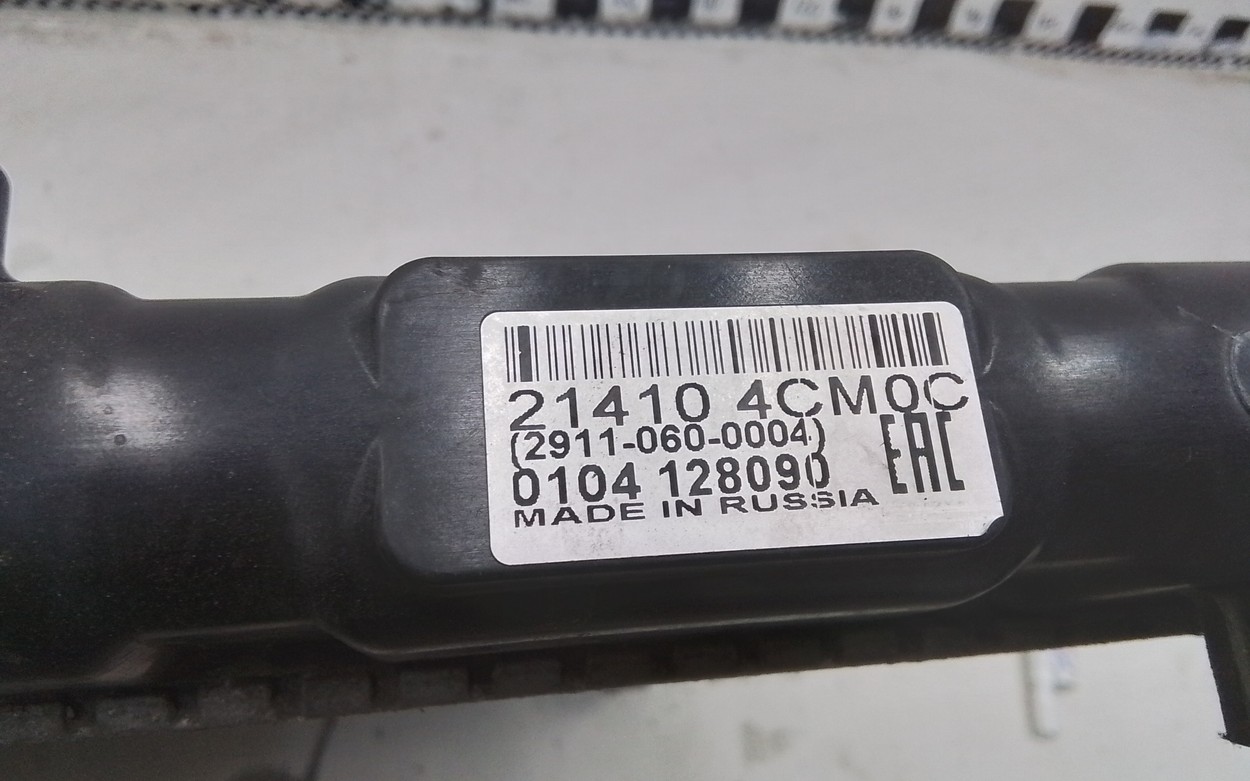 21410 4CM0C
(2911-060-0004)
EAC
0104 128090
MADE IN RUSSIA